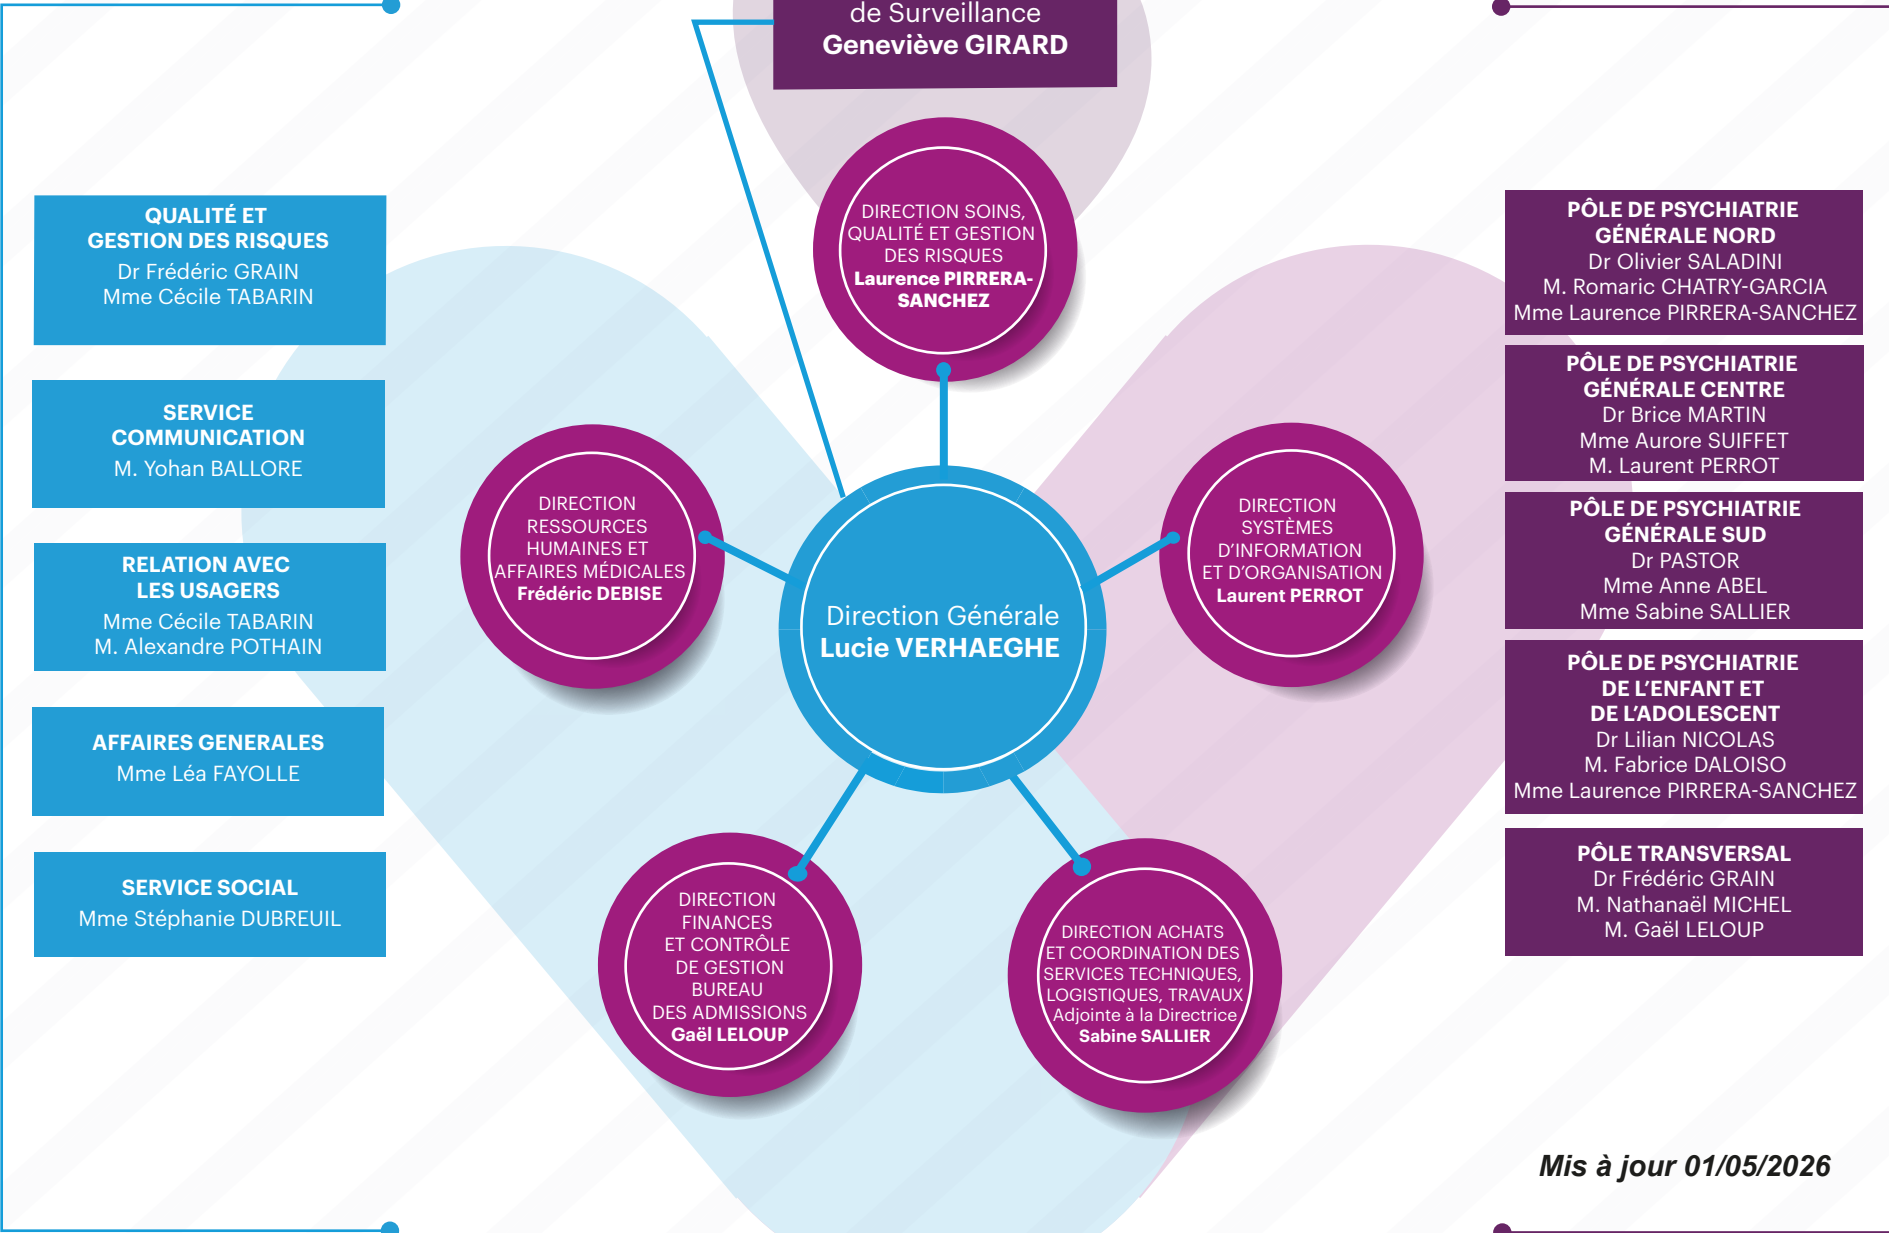 de Surveillance
Geneviève GIRARD
QUALITÉ ET
GESTION DES RISQUES
Dr Frédéric GRAIN
Mme Cécile TABARIN
SERVICE
COMMUNICATION
M. Yohan BALLORE
RELATION AVEC
LES USAGERS
Mme Cécile TABARIN
M. Alexandre POTHAIN
AFFAIRES GENERALES
Mme Léa FAYOLLE
SERVICE SOCIAL
Mme Stéphanie DUBREUIL
DIRECTION SOINS,
QUALITÉ ET GESTION
DES RISQUES
Laurence PIRRERA-
SANCHEZ
DIRECTION
RESSOURCES
HUMAINES ET
AFFAIRES MÉDICALES
Frédéric DEBISE
Direction Générale
Lucie VERHAEGHE
DIRECTION
SYSTÈMES
D'INFORMATION
ET D'ORGANISATION
Laurent PERROT
DIRECTION
FINANCES
ET CONTRÔLE
DE GESTION
BUREAU
DES ADMISSIONS
Gaël LELOUP
DIRECTION ACHATS
ET COORDINATION DES
SERVICES TECHNIQUES,
LOGISTIQUES, TRAVAUX
Adjointe à la Directrice
Sabine SALLIER
PÔLE DE PSYCHIATRIE
GÉNÉRALE NORD
Dr Olivier SALADINI
M. Romaric CHATRY-GARCIA
Mme Laurence PIRRERA-SANCHEZ
PÔLE DE PSYCHIATRIE
GÉNÉRALE CENTRE
Dr Brice MARTIN
Mme Aurore SUIFFET
M. Laurent PERROT
PÔLE DE PSYCHIATRIE
GÉNÉRALE SUD
Dr PASTOR
Mme Anne ABEL
Mme Sabine SALLIER
PÔLE DE PSYCHIATRIE
DE L'ENFANT ET
DE L'ADOLESCENT
Dr Lilian NICOLAS
M. Fabrice DALOISO
Mme Laurence PIRRERA-SANCHEZ
PÔLE TRANSVERSAL
Dr Frédéric GRAIN
M. Nathanaël MICHEL
M. Gaël LELOUP
Mis à jour 01/05/2026